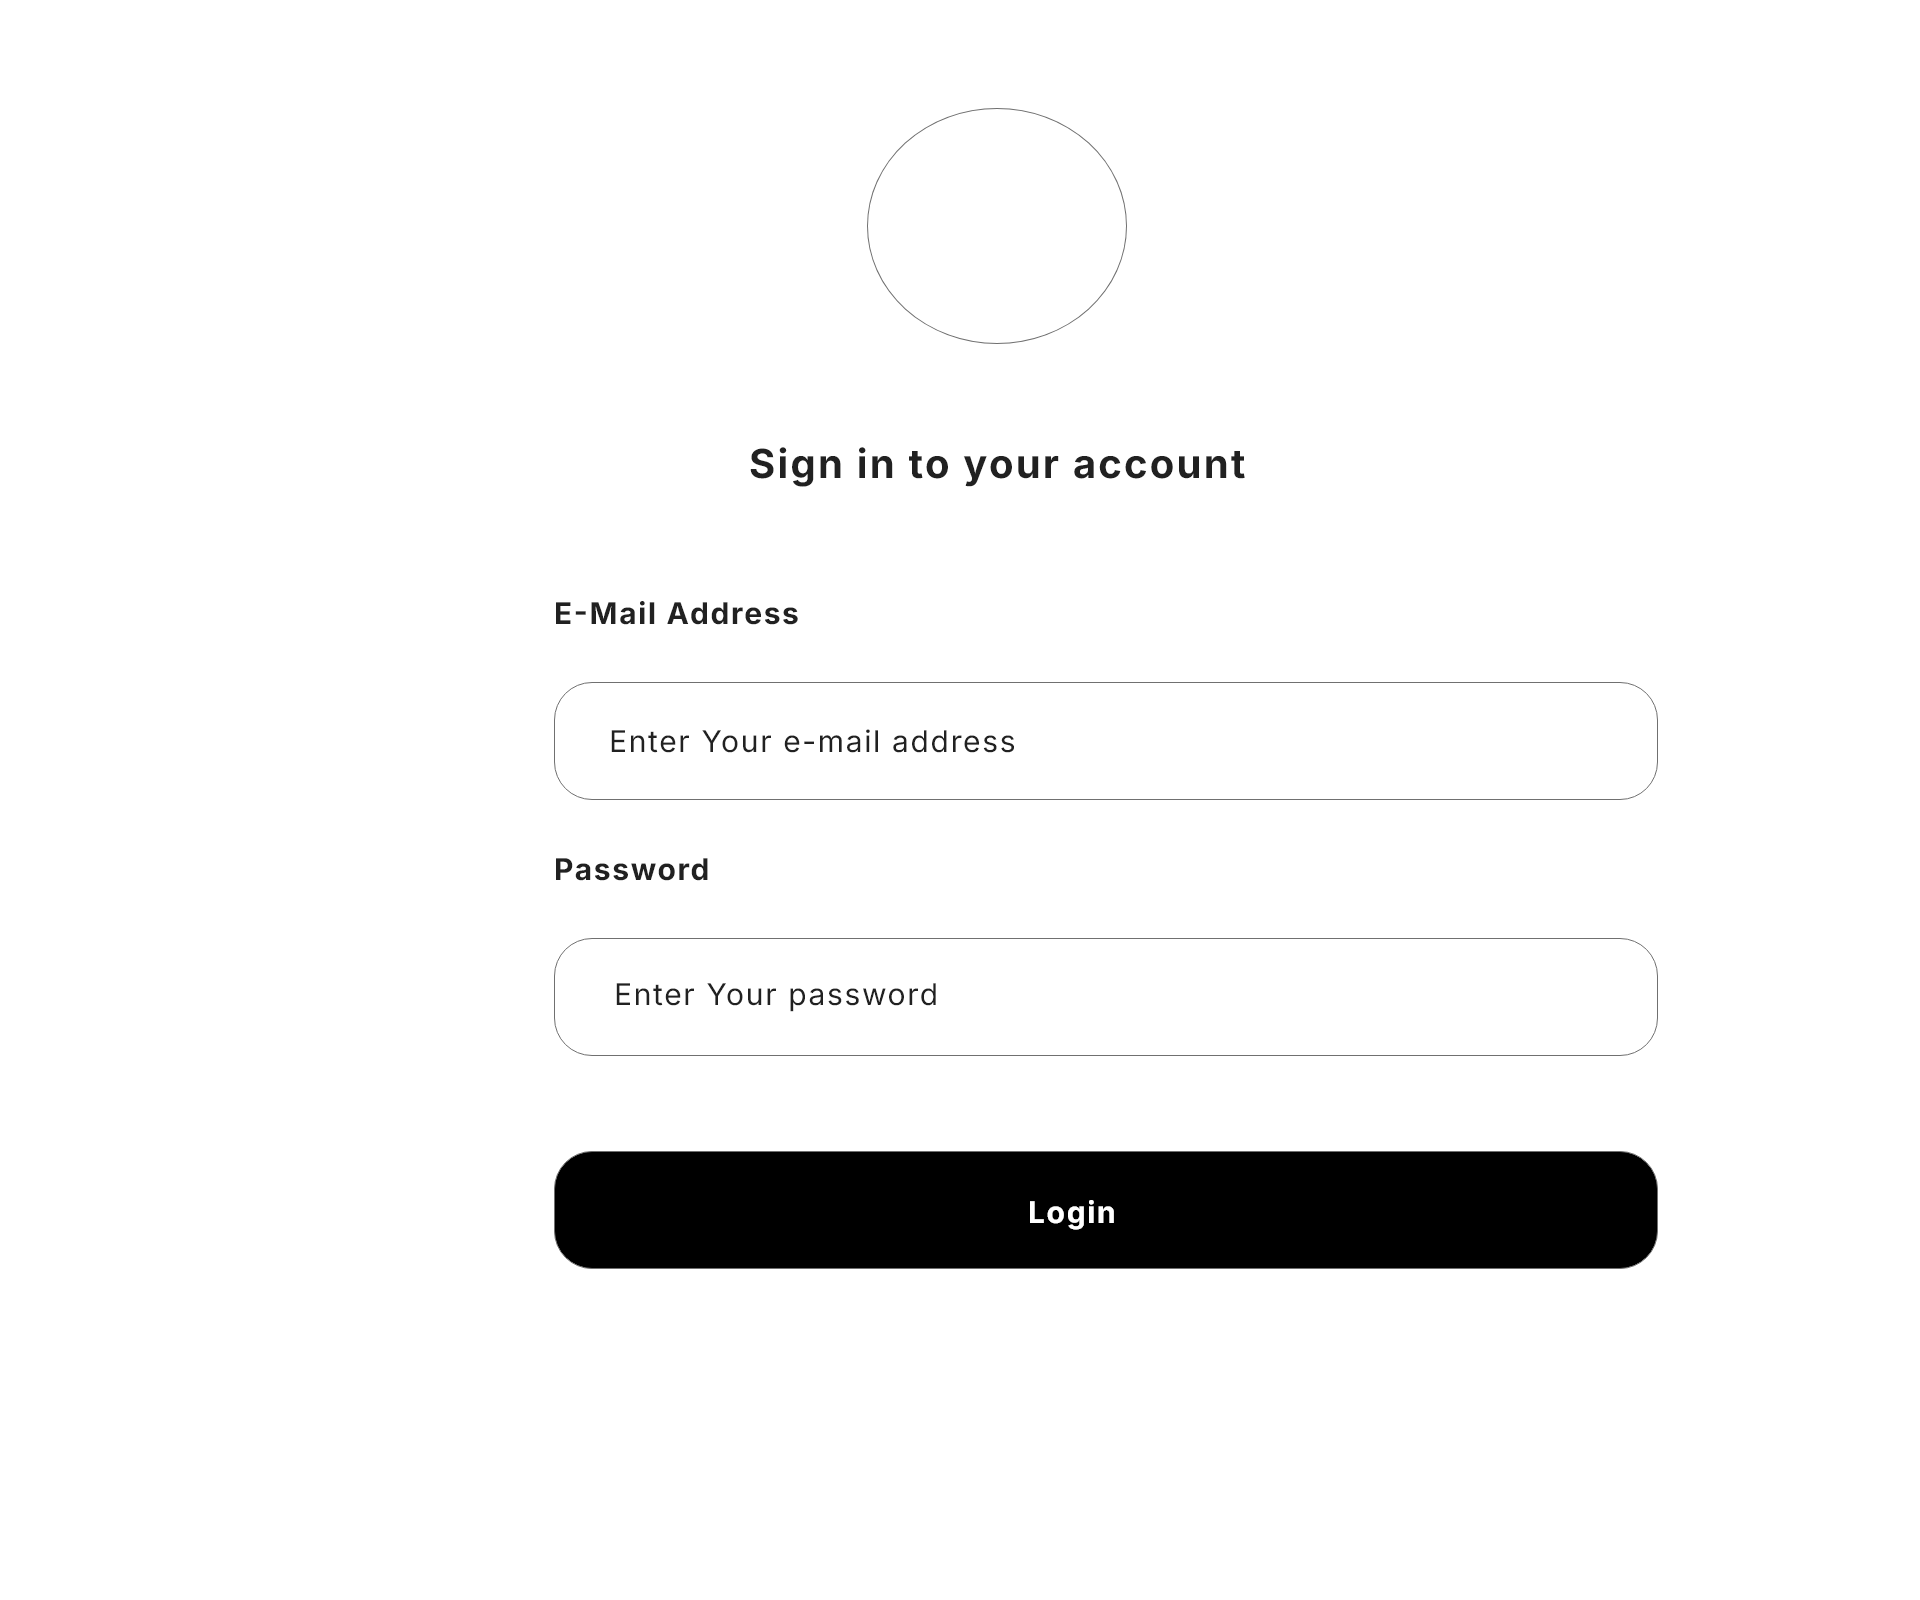 Sign in to your account
E-Mail Address
Enter Your e-mail address
Password
Enter Your password
Login